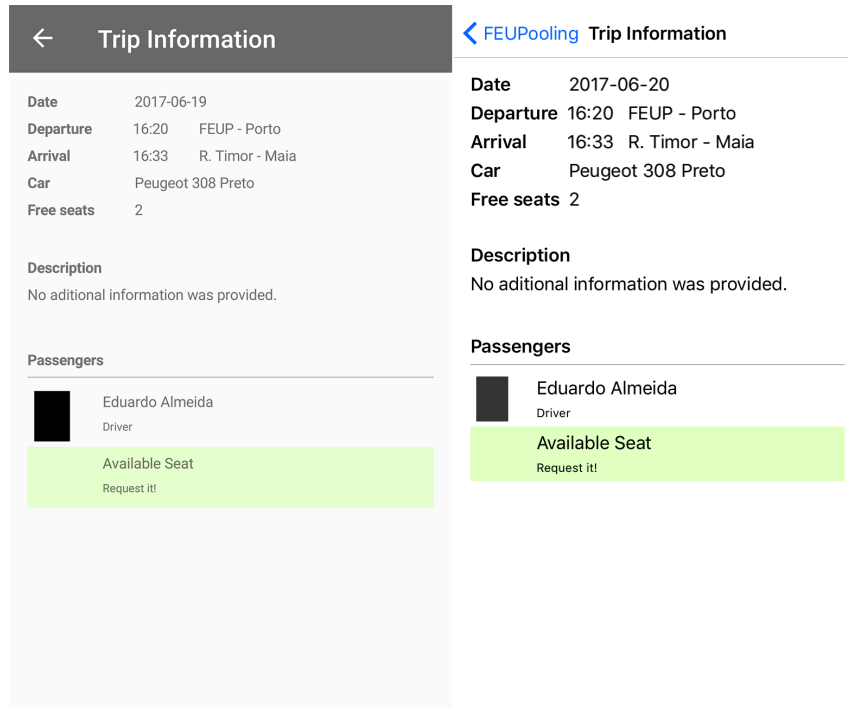 Trip Information
Date 2017-06-19
Departure 16:20 FEUP - Porto
Arrival 16:33 R. Timor - Maia
Car Peugeot 308 Preto
Free seats 2
Description
No aditional information was provided.
Passengers
Eduardo Almeida
Driver
Available Seat
Request it!
FEUPooling Trip Information
Date 2017-06-20
Departure 16:20 FEUP - Porto
Arrival 16:33 R. Timor - Maia
Car Peugeot 308 Preto
Free seats 2
Description
No aditional information was provided.
Passengers
Eduardo Almeida
Driver
Available Seat
Request it!